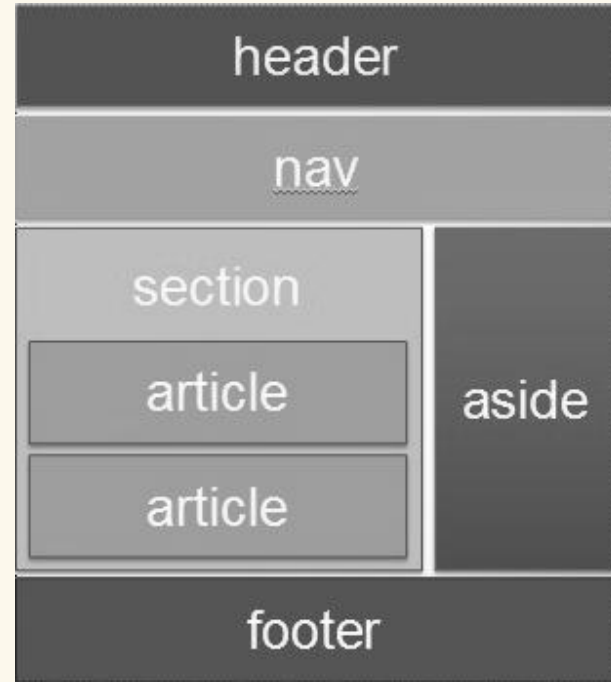 header
nav
section
article
article
aside
footer